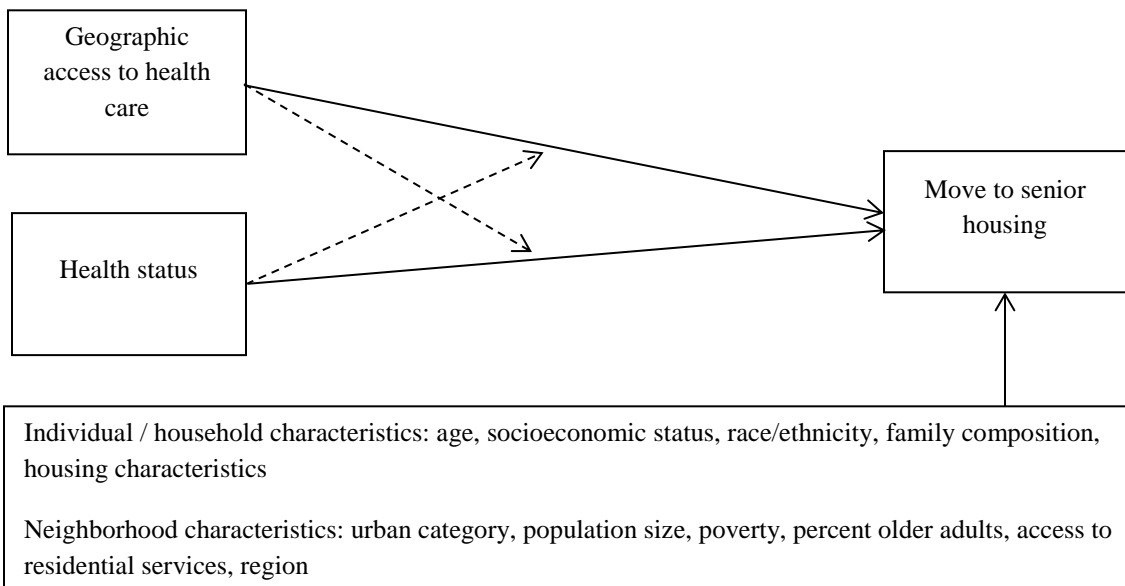 Geographic
access to health
care
Move to senior
housing
Health status
Individual / household characteristics: age, socioeconomic status, race/ethnicity, family composition,
housing characteristics
Neighborhood characteristics: urban category, population size, poverty, percent older adults, access to
residential services, region